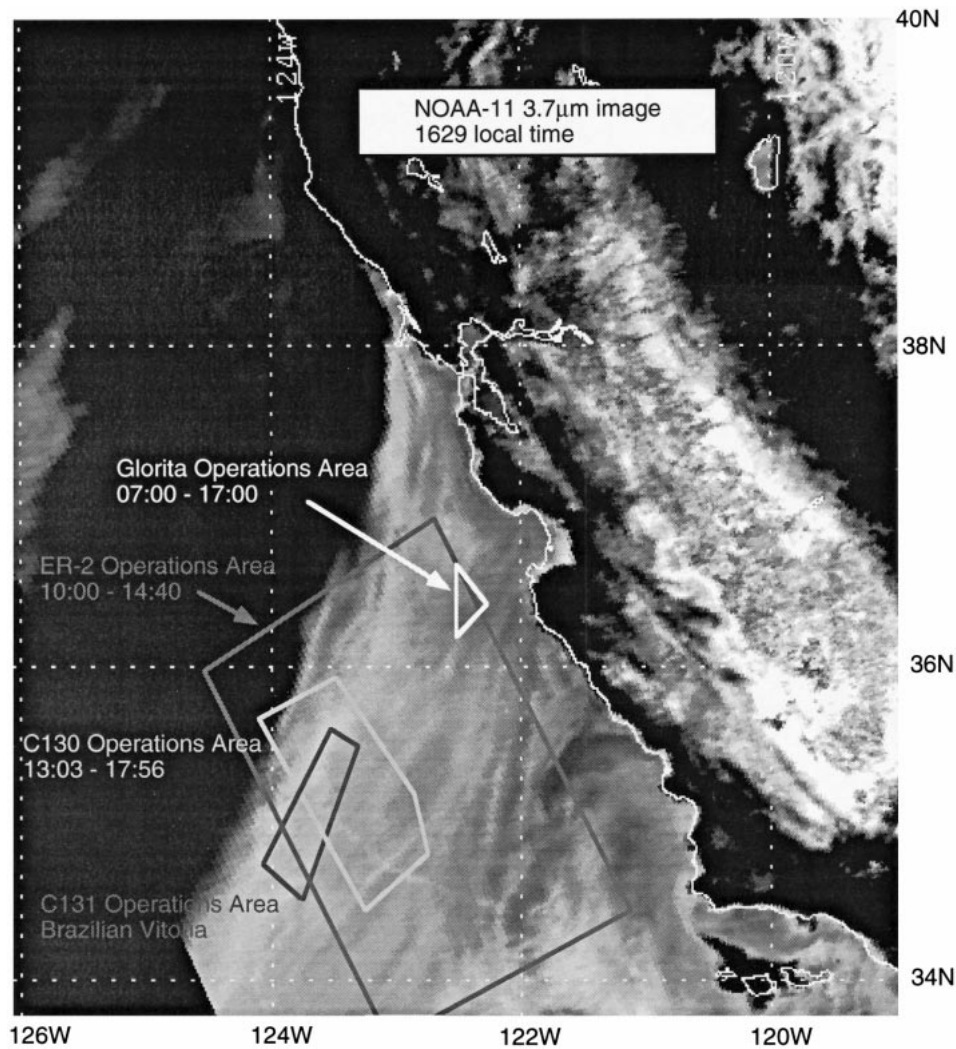 40N
124W
120W
NOAA-11 3.7μm image
1629 local time
38N
Glorita Operations Area
07:00 - 17:00
ER-2 Operations Area
10:00 - 14:40
36N
C130 Operations Area
13:03 - 17:56
C131 Operations Area
Brazilian Vitoria
34N
126W
124W
122W
120W